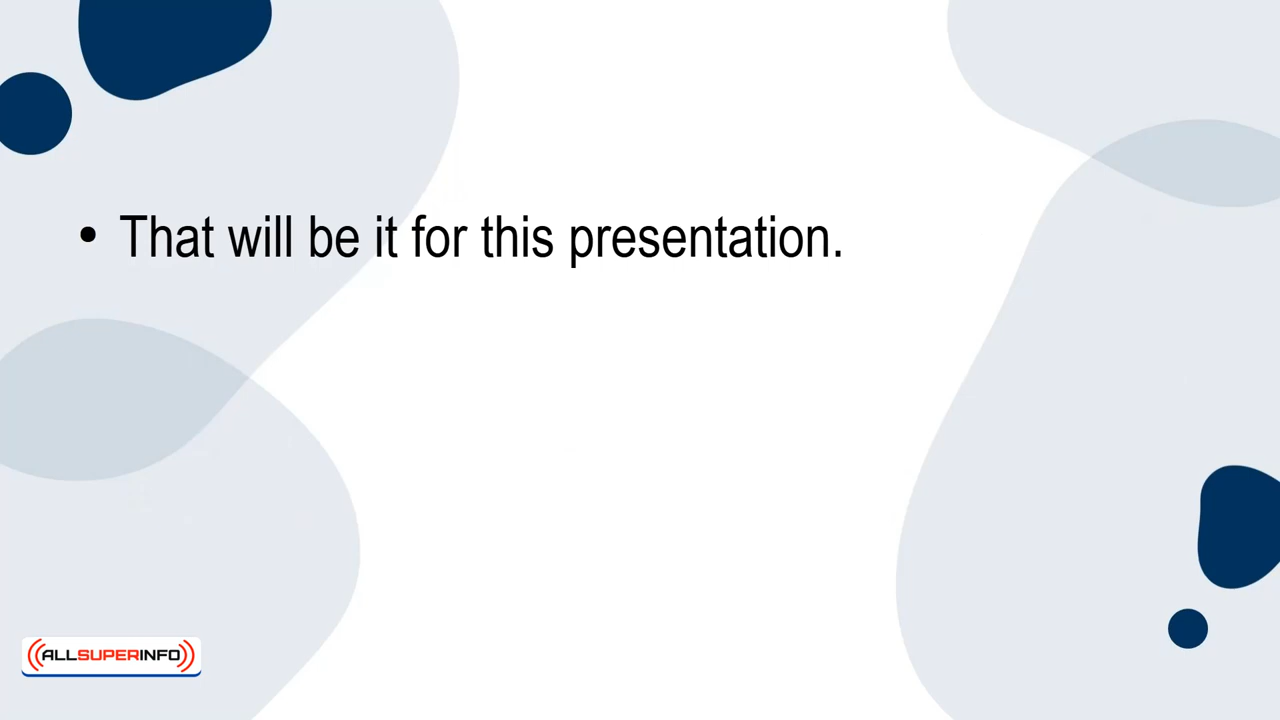 • That will be it for this presentation.
((ALLSUPERINFO))